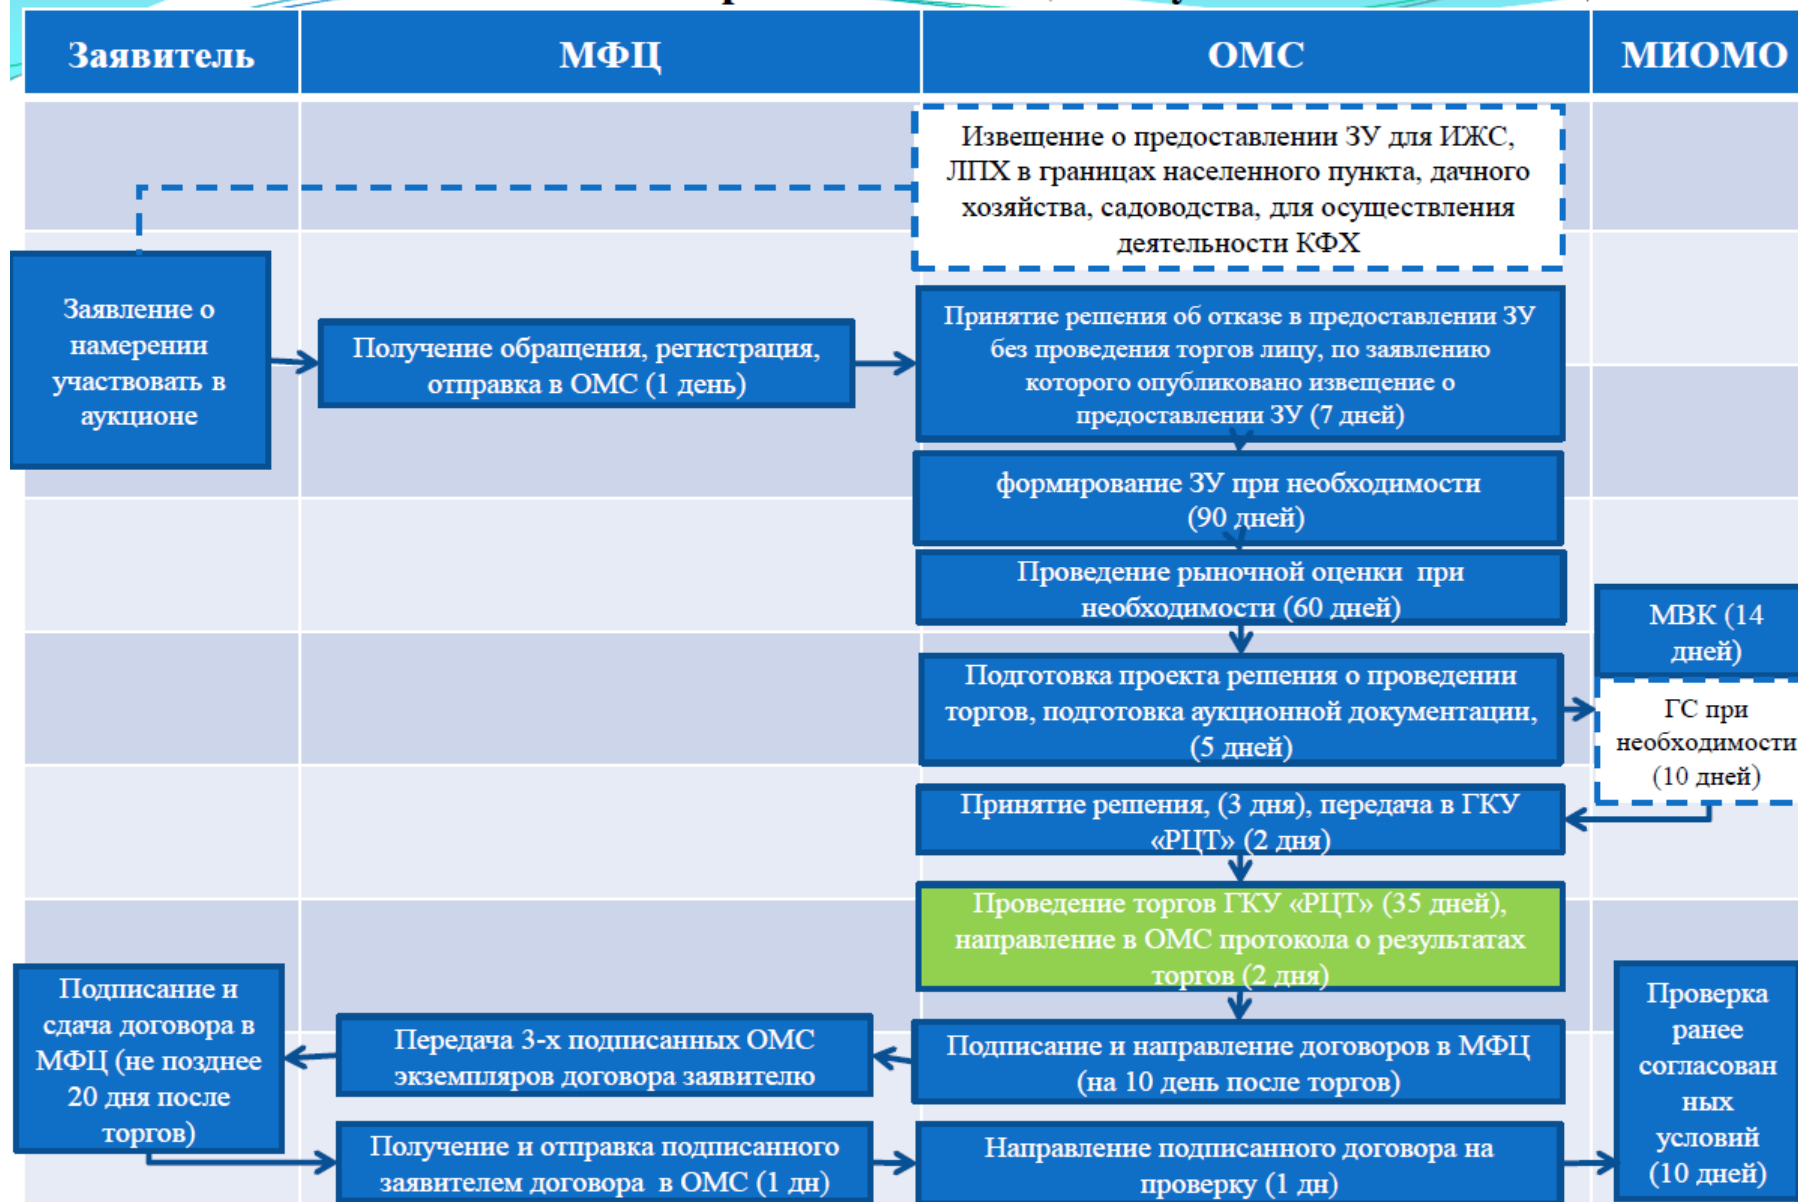 Заявитель
МФЦ
ОМС
МИОМО
Извещение о предоставлении ЗУ для ИЖС,
ЛПХ в границах населенного пункта, дачного
хозяйства, садоводства, для осуществления
деятельности КФХ
Заявление о
намерении
участвовать в
аукционе
Получение обращения, регистрация,
отправка в ОМС (1 день)
Принятие решения об отказе в предоставлении ЗУ
без проведения торгов лицу, по заявлению
которого опубликовано извещение о
предоставлении ЗУ (7 дней)
формирование ЗУ при необходимости
(90 дней)
Проведение рыночной оценки при
необходимости (60 дней)
МВК (14
дней)
Подготовка проекта решения о проведении
торгов, подготовка аукционной документации,
(5 дней)
ГС при
необходимости
(10 дней)
Принятие решения, (3 дня), передача в ГКУ
«РЦТ» (2 дня)
Проведение торгов ГКУ «РЦТ» (35 дней),
направление в ОМС протокола о результатах
торгов (2 дня)
Подписание и
сдача договора в
МФЦ (не позднее
20 дня после
торгов)
Передача 3-х подписанных ОМС
экземпляров договора заявителю
Подписание и направление договоров в МФЦ
(на 10 день после торгов)
Проверка
ранее
согласован
ных
условий
(10 дней)
Получение и отправка подписанного
заявителем договора в ОМС (1 дн)
Направление подписанного договора на
проверку (1 дн)